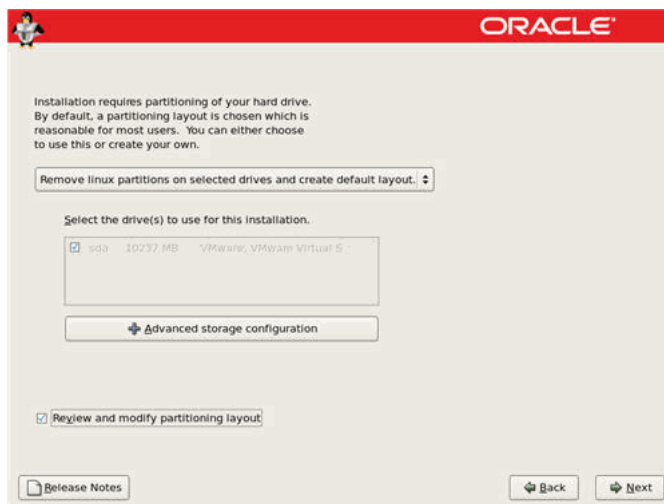 ORACLE
Installation requires partitioning of your hard drive.
By default, a partitioning layout is chosen which is
reasonable for most users. You can either choose
to use this or create your own.
Remove linux partitions on selected drives and create default layout.
Select the drive(s) to use for this installation.
sda 10237 MB VMware, VMware Virtual S
Advanced storage configuration
Review and modify partitioning layout
Release Notes
Back
Next